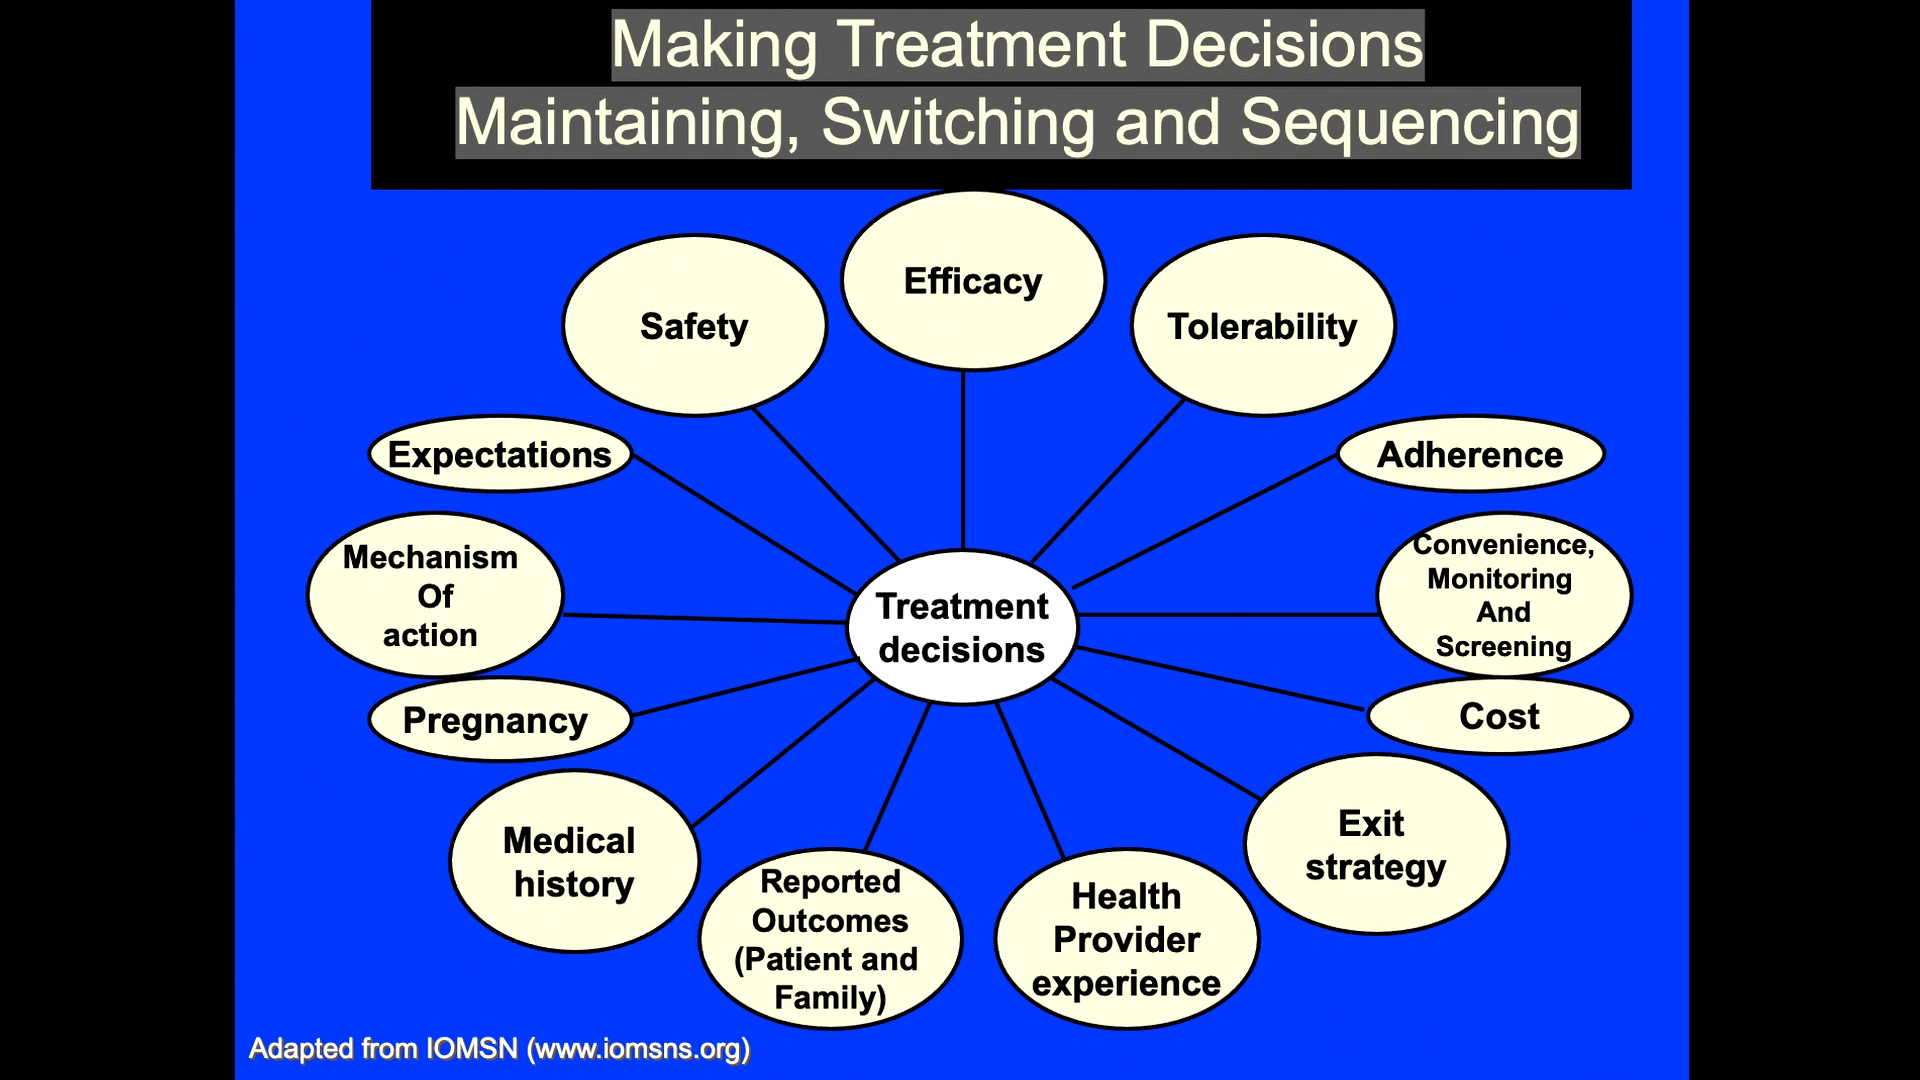 Making Treatment Decisions
Maintaining, Switching and Sequencing
Efficacy
Safety
Tolerability
Expectations
Adherence
Mechanism
Of
action
Convenience,
Monitoring
And
Screening
Treatment
decisions
Pregnancy
Cost
Medical
history
Exit
strategy
Reported
Outcomes
(Patient and
Family)
Health
Provider
experience
Adapted from IOMSN (www.iomsns.org)